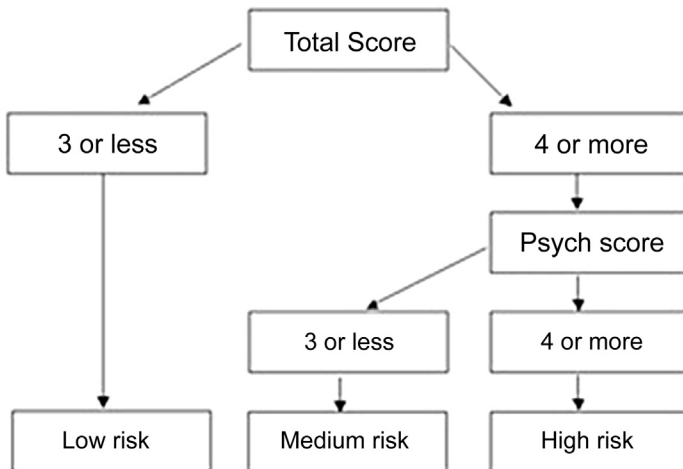 Total Score
3 or less
4 or more
Psych score
3 or less
4 or more
Low risk
Medium risk
High risk